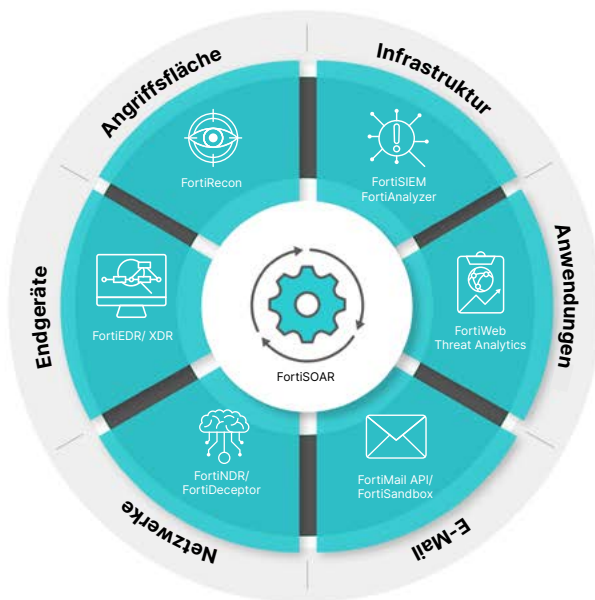 Angriffsfläche
Infrastruktur
FortiRecon
FortiSIEM
FortiAnalyzer
Endgeräte
Anwendungen
FortiEDR/ XDR
FortiWeb
Threat Analytics
FortiSOAR
FortiNDR/
FortiDeceptor
FortiMail API/
FortiSandbox
Netzwerke
E-Mail